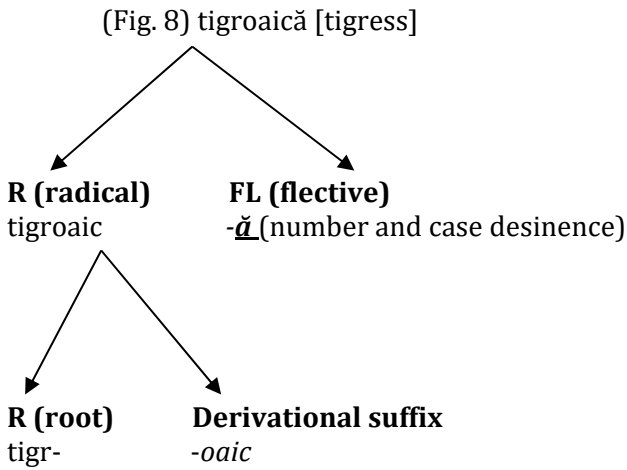 (Fig. 8) tigroaică [tigress]
R (radical) FL (flective)
tigroaic -ă (number and case desinence)
R (root) Derivational suffix
tigr- -oaic